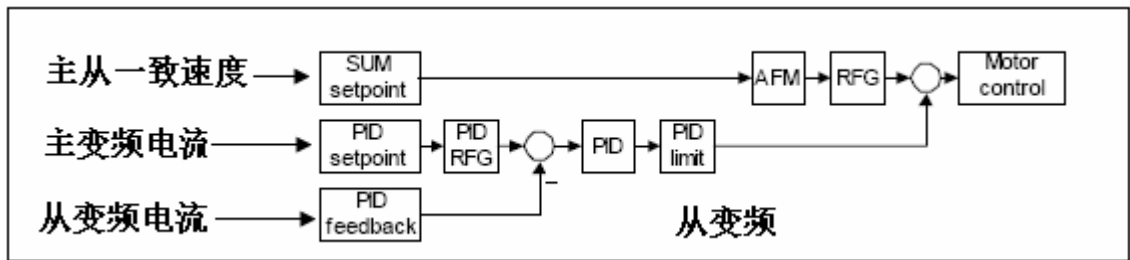 主从一致速度
SUM
setpoint
AFM
RFG
Motor
control
主变频电流
PID
setpoint
PID
RFG
PID
PID
limit
从变频电流
PID
feedback
–
从变频